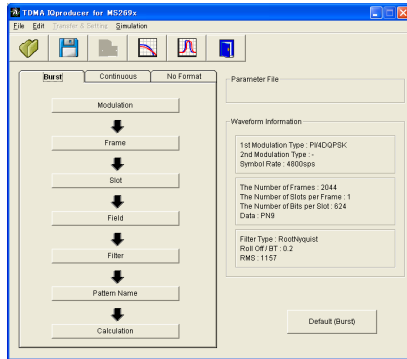 TDMA IQproducer for MS269x
File Edit Transfer & Setting Simulation
Burst Continuous No Format
Modulation
Frame
Slot
Field
Filter
Pattern Name
Calculation
Parameter File
Waveform Information
1st Modulation Type : PI/4DQPSK
2nd Modulation Type : -
Symbol Rate : 4800sps
The Number of Frames : 2044
The Number of Slots per Frame : 1
The Number of Bits per Slot : 624
Data : PN9
Filter Type : RootNyquist
Roll Off / BT : 0.2
RMS : 1157
Default (Burst)